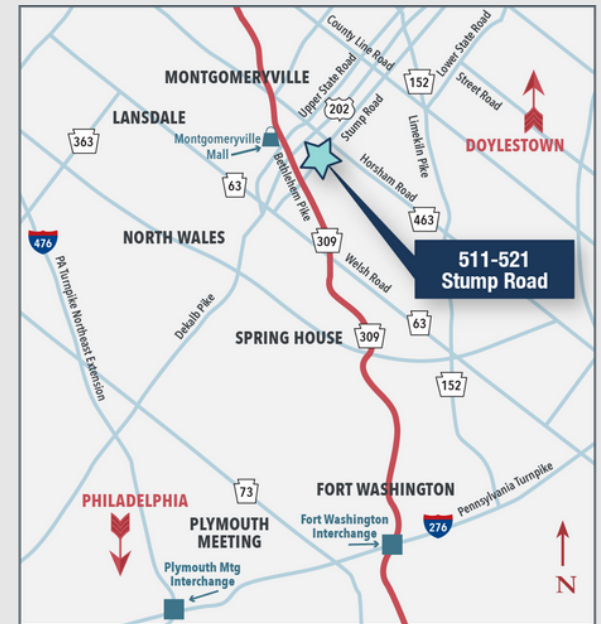 County Line Road
Lower State Road
Upper State Road
MONTGOMERYVILLE
152
Street Road
202
Stump Road
LANSDALE
Limekiln Pike
DOYLESTOWN
363
Montgomeryville
Mall
63
Bethlehem Pike
Horsham Road
463
NORTH WALES
309
476
Welsh Road
511-521
Stump Road
PA Turnpike Northeast Extension
Dekalb Pike
SPRING HOUSE
309
63
152
73
FORT WASHINGTON
Pennsylvania Turnpike
PHILADELPHIA
PLYMOUTH
MEETING
Fort Washington
Interchange
276
Plymouth Mtg
Interchange
N